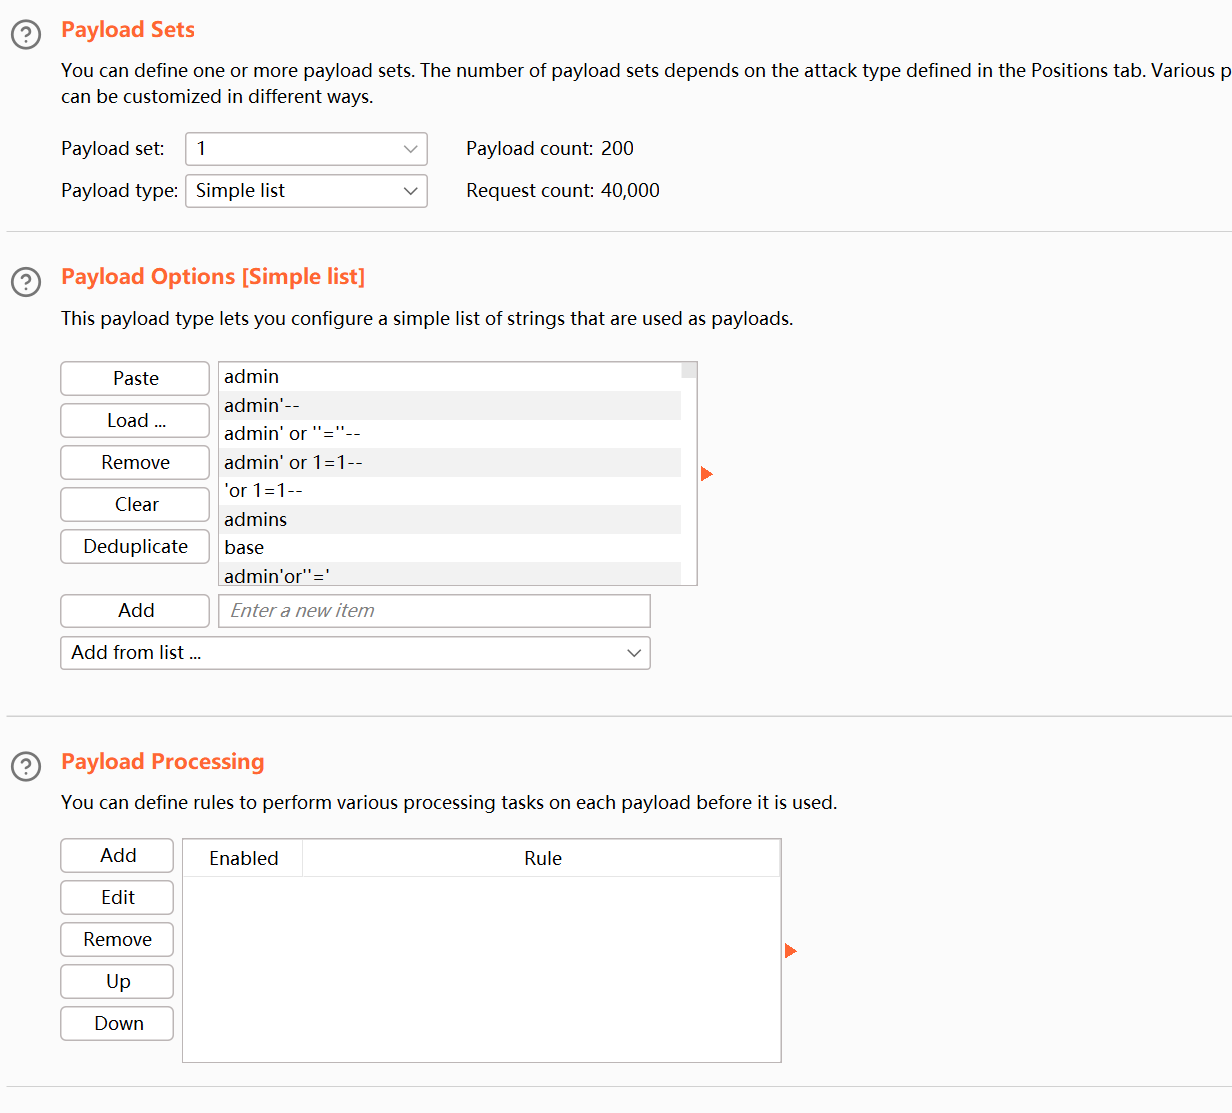 Payload Sets
You can define one or more payload sets. The number of payload sets depends on the attack type defined in the Positions tab. Various p
can be customized in different ways.
Payload set: 1 Payload count: 200
Payload type: Simple list Request count: 40,000
Payload Options [Simple list]
This payload type lets you configure a simple list of strings that are used as payloads.
Paste
Load ...
Remove
Clear
Deduplicate
admin
admin'--
admin' or ''=''--
admin' or 1=1--
'or 1=1--
admins
base
admin'or''='
Add Enter a new item
Add from list ...
Payload Processing
You can define rules to perform various processing tasks on each payload before it is used.
Add
Edit
Remove
Up
Down
Enabled Rule